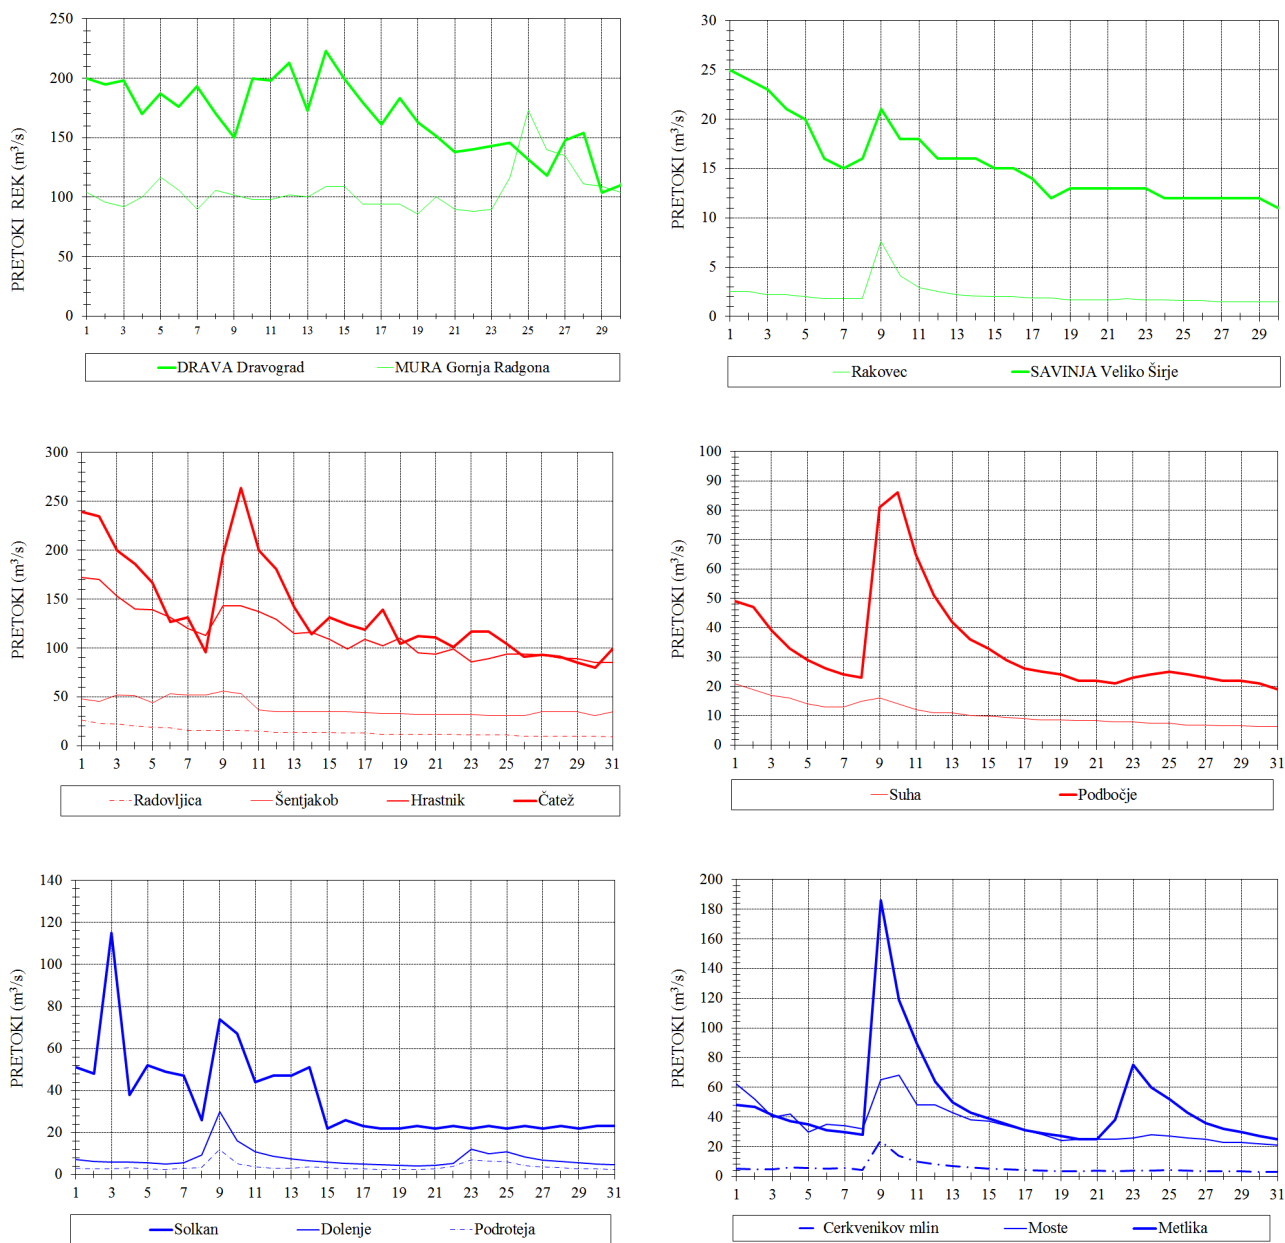 PRETOKI REK (m³/s)
250
200
150
100
50
0
1 3 5 7 9 11 13 15 17 19 21 23 25 27 29
DRAVA Dravograd MURA Gornja Radgona
PRETOKI (m³/s)
30
25
20
15
10
5
0
1 3 5 7 9 11 13 15 17 19 21 23 25 27 29
Rakovec SAVINJA Veliko Širje
PRETOKI (m³/s)
300
250
200
150
100
50
0
1 3 5 7 9 11 13 15 17 19 21 23 25 27 29 31
Radovljica Šentjakob Hrastnik Čatež
PRETOKI (m³/s)
100
90
80
70
60
50
40
30
20
10
0
1 3 5 7 9 11 13 15 17 19 21 23 25 27 29 31
Suha Podbočje
PRETOKI (m³/s)
140
120
100
80
60
40
20
0
1 3 5 7 9 11 13 15 17 19 21 23 25 27 29 31
Solkan Dolenje Podroteja
PRETOKI (m³/s)
200
180
160
140
120
100
80
60
40
20
0
1 3 5 7 9 11 13 15 17 19 21 23 25 27 29 31
Cerkvenikov mlin Moste Metlika